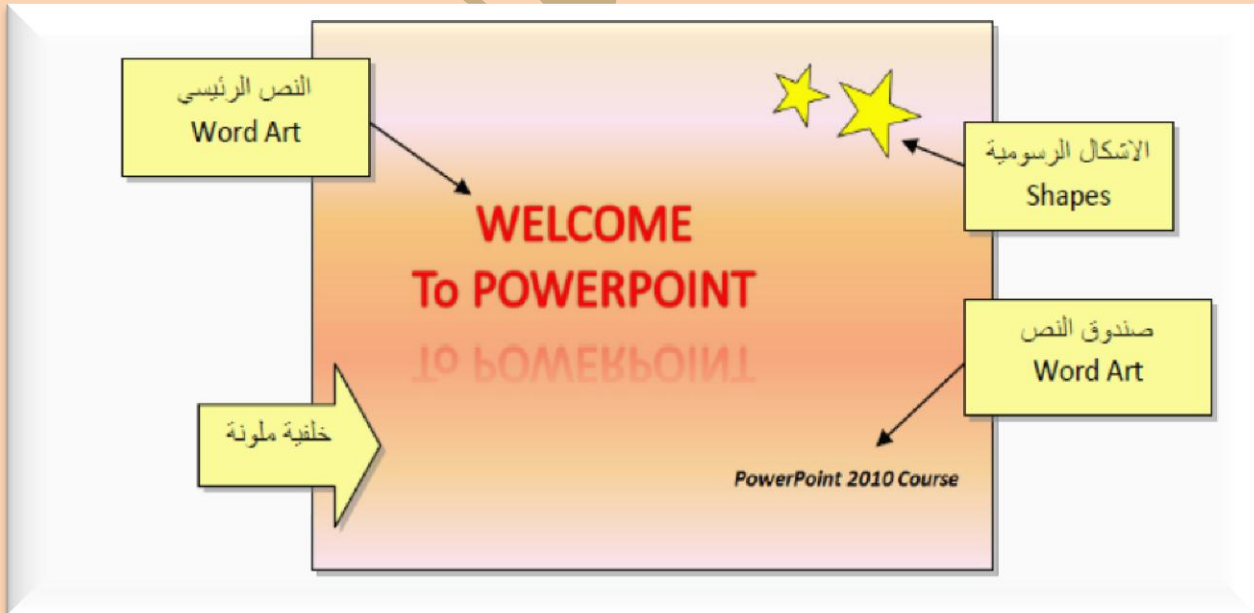 النص الرئيسي
Word Art
الاشكال الرسومية
Shapes
WELCOME
To POWERPOINT
To POWERPOINT
صندوق النص
Word Art
خلفية ملونة
PowerPoint 2010 Course